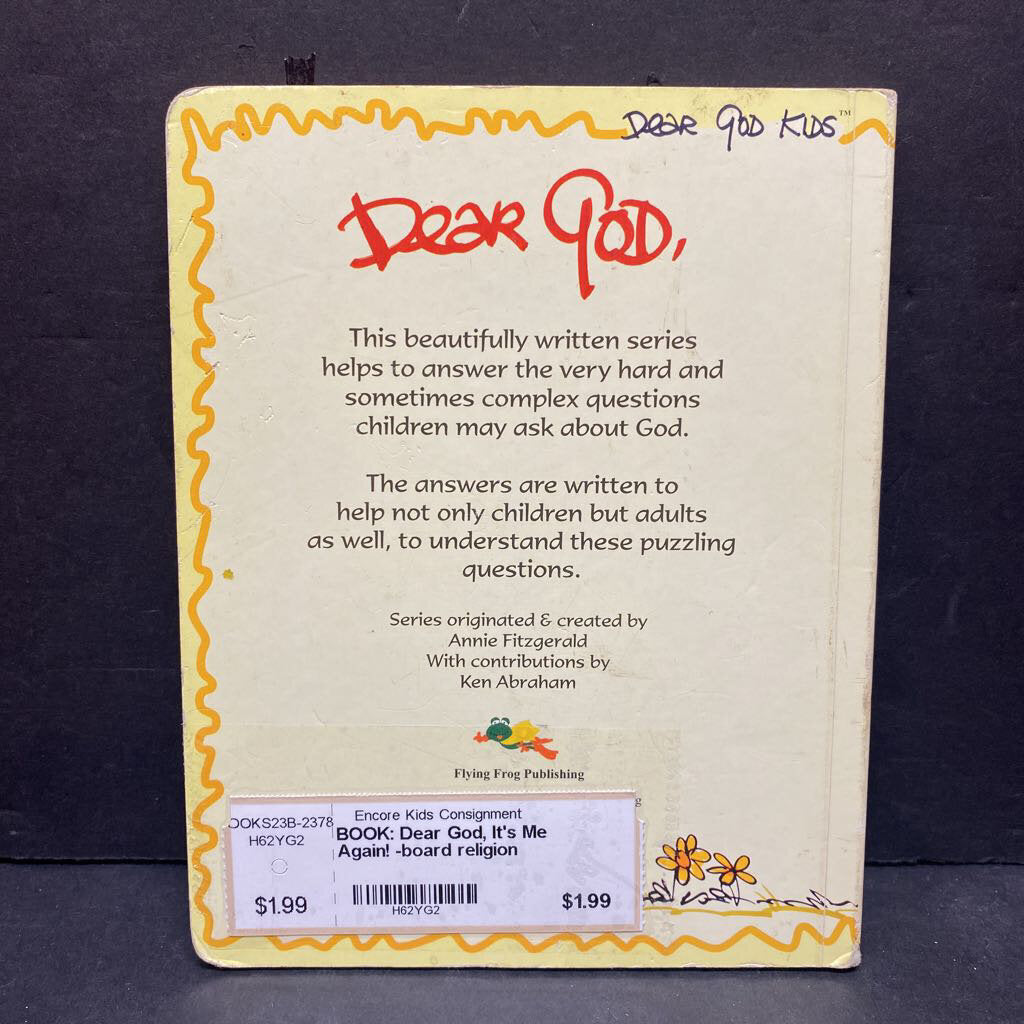 DEAR GOD KIDS™
DEAR GOD,
This beautifully written series
helps to answer the very hard and
sometimes complex questions
children may ask about God.
The answers are written to
help not only children but adults
as well, to understand these puzzling
questions.
Series originated & created by
Annie Fitzgerald
With contributions by
Ken Abraham
Flying Frog Publishing
OOKS23B-2378
H62YG2
$1.99
Encore Kids Consignment
BOOK: Dear God, It's Me
Again! -board religion
H62YG2
$1.99